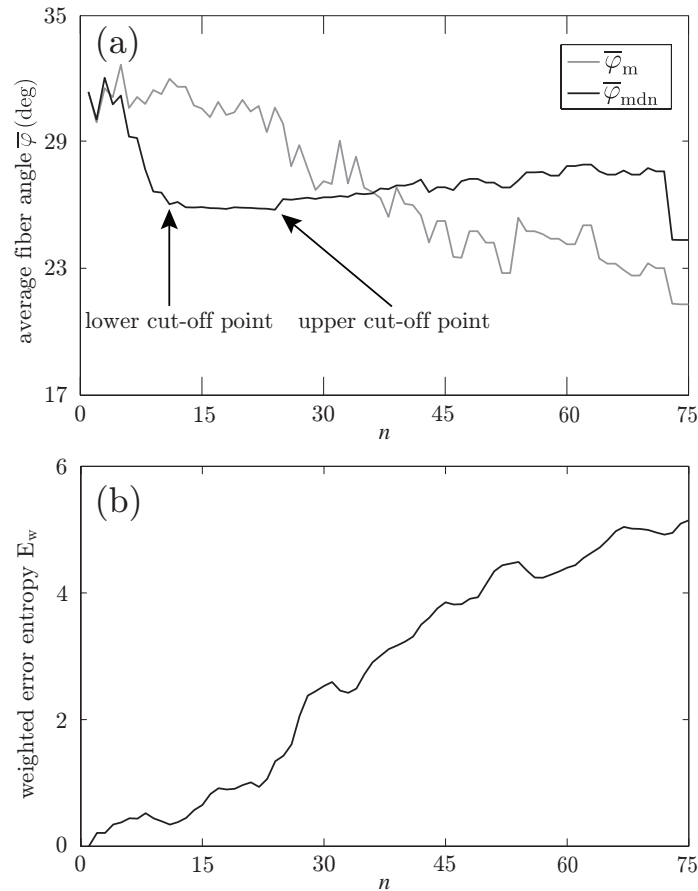 35
(a)
φ̅m
φ̅mdn
29
average fiber angle φ̅(deg)
23
lower cut-off point
upper cut-off point
17
0
15
30
45
60
75
n
6
(b)
weighted error entropy Ew
4
2
0
0
15
30
45
60
75
n